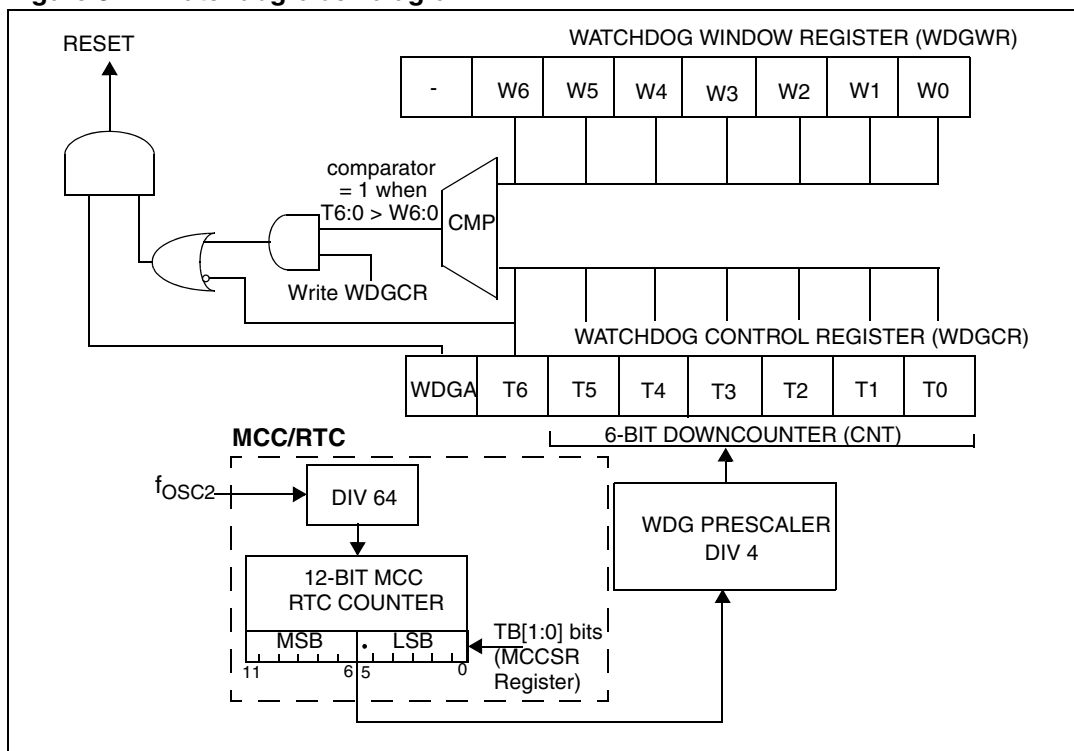 RESET
WATCHDOG WINDOW REGISTER (WDGWR)
- W6 W5 W4 W3 W2 W1 W0
comparator
= 1 when
T6:0 > W6:0
CMP
Write WDGCR
WATCHDOG CONTROL REGISTER (WDGCR)
WDGA T6 T5 T4 T3 T2 T1 T0
6-BIT DOWNCOUNTER (CNT)
MCC/RTC
fOSC2
DIV 64
WDG PRESCALER
DIV 4
12-BIT MCC
RTC COUNTER
MSB LSB
11 6 5 0
TB[1:0] bits
(MCCSR
Register)